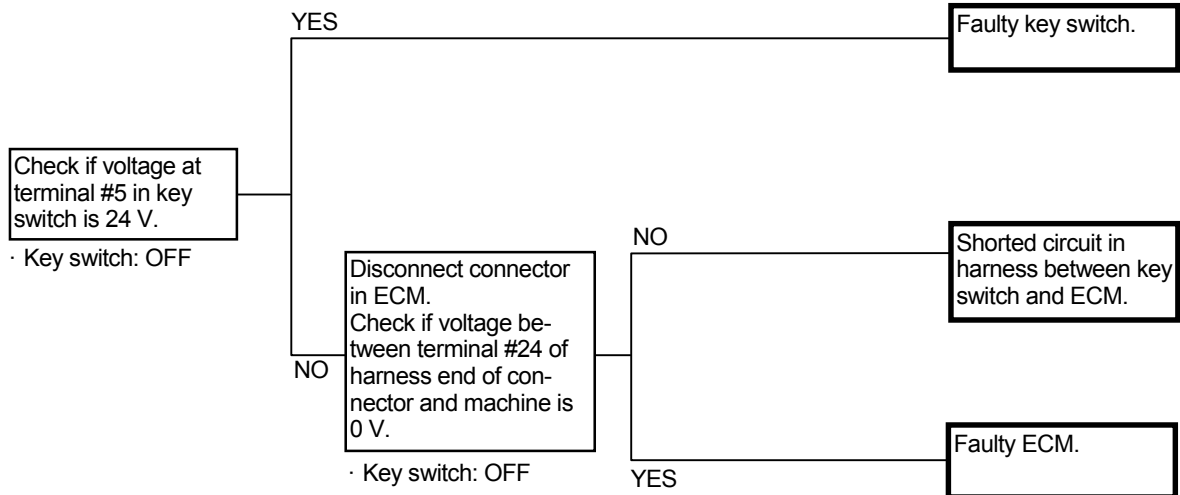 YES
Faulty key switch.
Check if voltage at
terminal #5 in key
switch is 24 V.
· Key switch: OFF
NO
Disconnect connector
in ECM.
Check if voltage be-
tween terminal #24 of
harness end of con-
nector and machine is
0 V.
· Key switch: OFF
NO
Shorted circuit in
harness between key
switch and ECM.
YES
Faulty ECM.